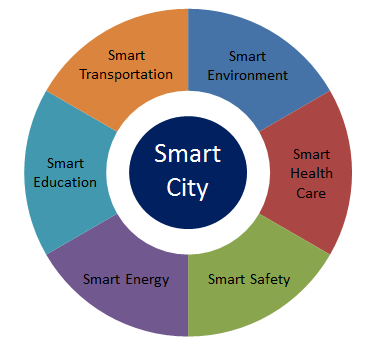 Smart
Transportation
Smart
Environment
Smart
Education
Smart
City
Smart
Health
Care
Smart Energy
Smart Safety